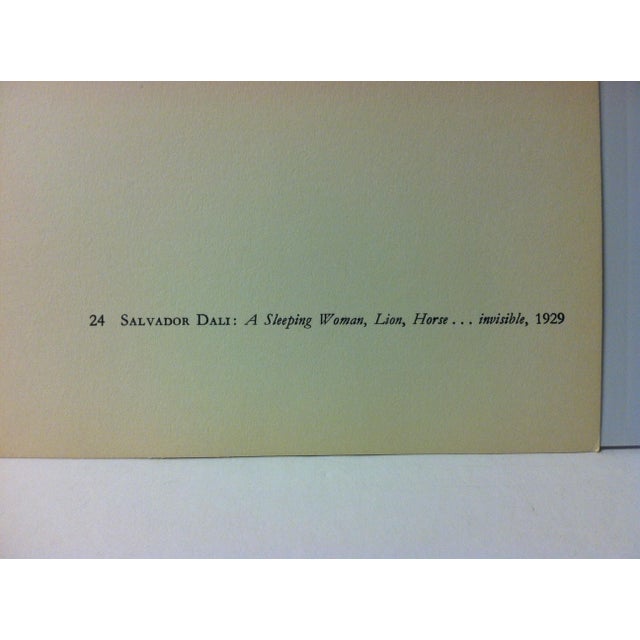 24 SALVADOR DALI: A Sleeping Woman, Lion, Horse . . . invisible, 1929